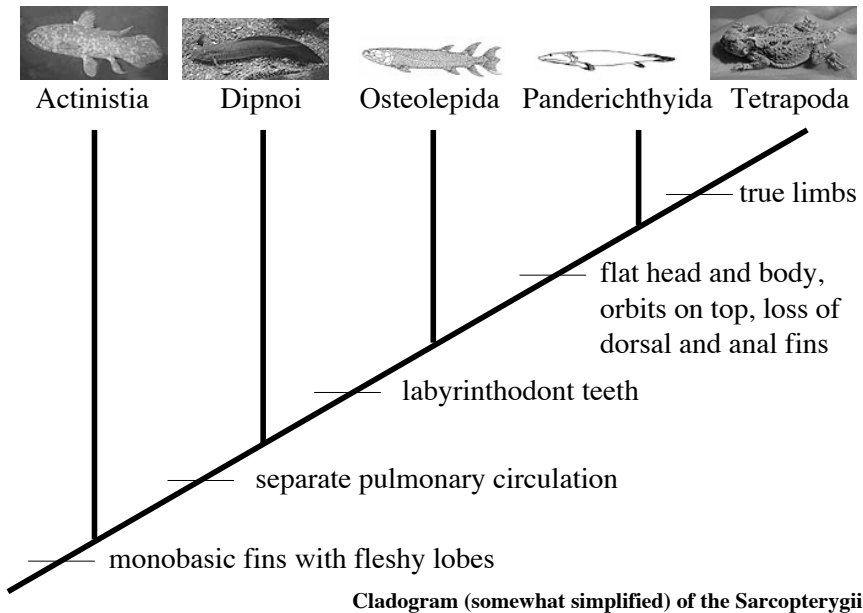 Actinistia
Dipnoi
Osteolepida
Panderichthyida
Tetrapoda
true limbs
flat head and body,
orbits on top, loss of
dorsal and anal fins
labyrinthodont teeth
separate pulmonary circulation
monobasic fins with fleshy lobes
Cladogram (somewhat simplified) of the Sarcopterygii